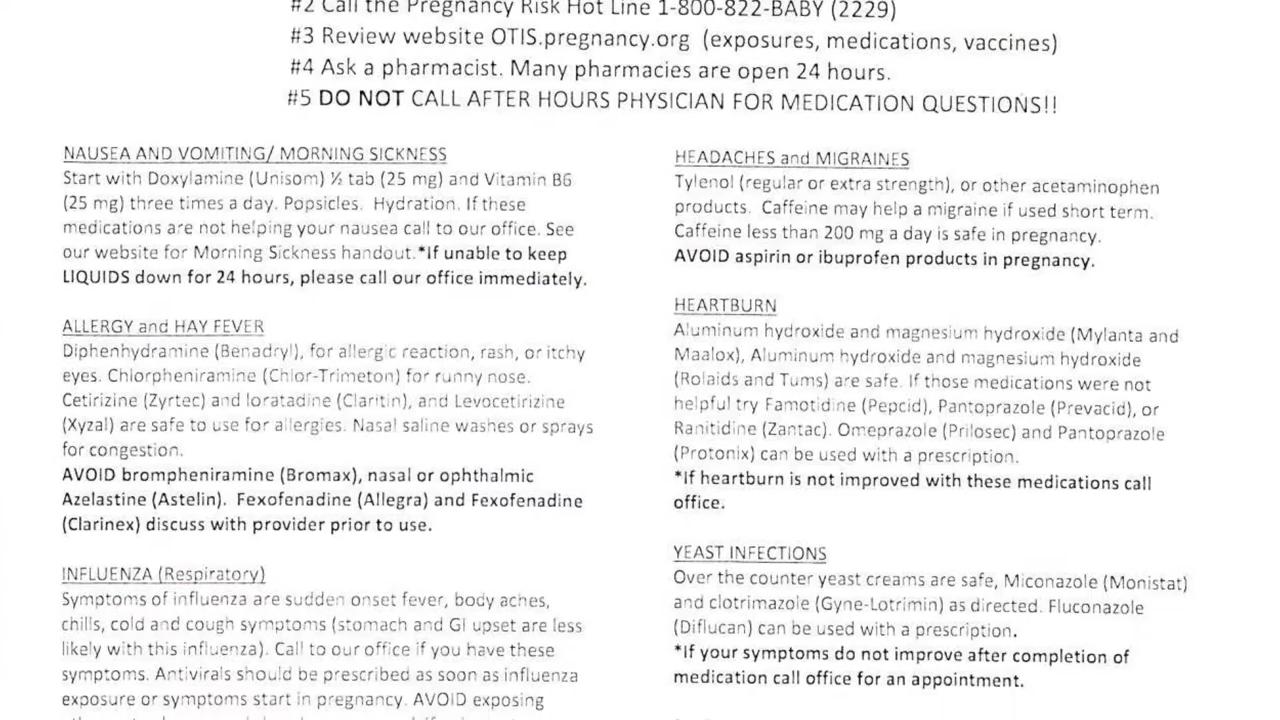 #2 Call the Pregnancy Risk Hot Line 1-800-822-BABY (2229)
#3 Review website OTIS.pregnancy.org (exposures, medications, vaccines)
#4 Ask a pharmacist. Many pharmacies are open 24 hours.
#5 DO NOT CALL AFTER HOURS PHYSICIAN FOR MEDICATION QUESTIONS!!
NAUSEA AND VOMITING/ MORNING SICKNESS
Start with Doxylamine (Unisom) ½ tab (25 mg) and Vitamin B6
(25 mg) three times a day. Popsicles. Hydration. If these
medications are not helping your nausea call to our office. See
our website for Morning Sickness handout.*If unable to keep
LIQUIDS down for 24 hours, please call our office immediately.
ALLERGY and HAY FEVER
Diphenhydramine (Benadryl), for allergic reaction, rash, or itchy
eyes. Chlorpheniramine (Chlor-Trimeton) for runny nose.
Cetirizine (Zyrtec) and loratadine (Claritin), and Levocetirizine
(Xyzal) are safe to use for allergies. Nasal saline washes or sprays
for congestion.
AVOID brompheniramine (Bromax), nasal or ophthalmic
Azelastine (Astelin). Fexofenadine (Allegra) and Fexofenadine
(Clarinex) discuss with provider prior to use.
INFLUENZA (Respiratory)
Symptoms of influenza are sudden onset fever, body aches,
chills, cold and cough symptoms (stomach and GI upset are less
likely with this influenza). Call to our office if you have these
symptoms. Antivirals should be prescribed as soon as influenza
exposure or symptoms start in pregnancy. AVOID exposing
HEADACHES and MIGRAINES
Tylenol (regular or extra strength), or other acetaminophen
products. Caffeine may help a migraine if used short term.
Caffeine less than 200 mg a day is safe in pregnancy.
AVOID aspirin or ibuprofen products in pregnancy.
HEARTBURN
Aluminum hydroxide and magnesium hydroxide (Mylanta and
Maalox), Aluminum hydroxide and magnesium hydroxide
(Rolaids and Tums) are safe. If those medications were not
helpful try Famotidine (Pepcid), Pantoprazole (Prevacid), or
Ranitidine (Zantac). Omeprazole (Prilosec) and Pantoprazole
(Protonix) can be used with a prescription.
*If heartburn is not improved with these medications call
office.
YEAST INFECTIONS
Over the counter yeast creams are safe, Miconazole (Monistat)
and clotrimazole (Gyne-Lotrimin) as directed. Fluconazole
(Diflucan) can be used with a prescription.
*If your symptoms do not improve after completion of
medication call office for an appointment.